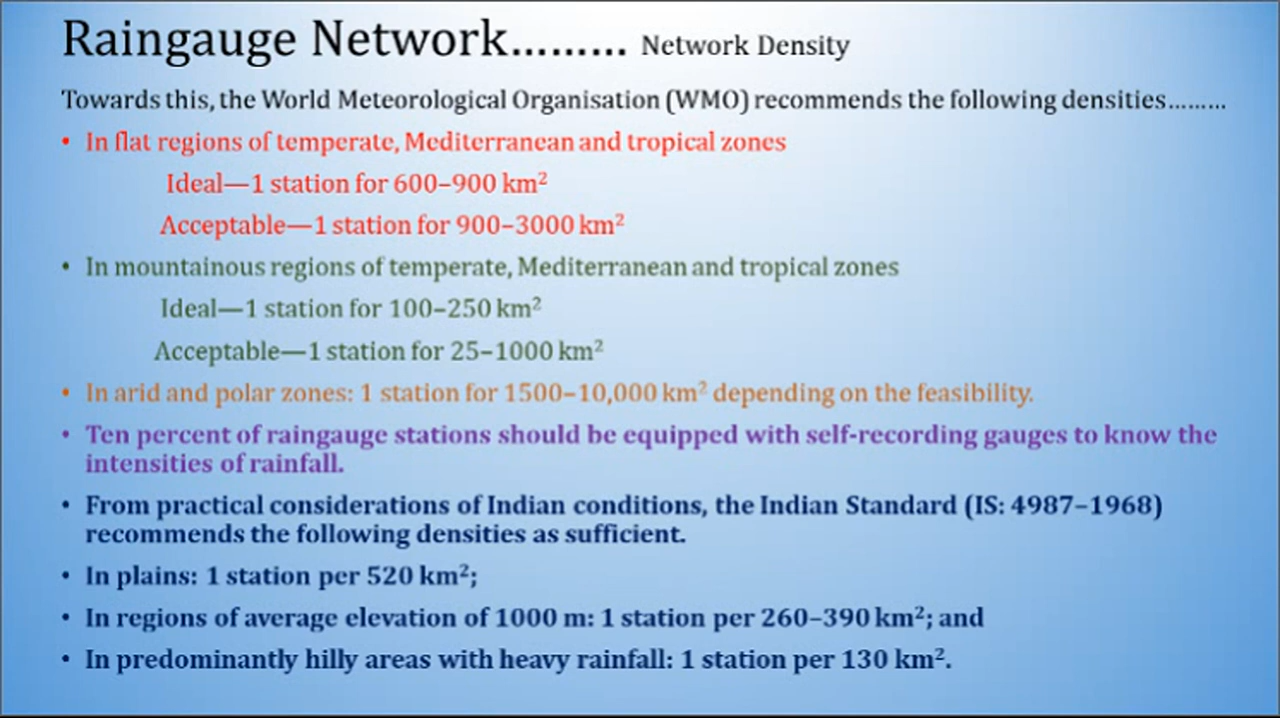 Raingauge Network......... Network Density
Towards this, the World Meteorological Organisation (WMO) recommends the following densities.........
• In flat regions of temperate, Mediterranean and tropical zones
Ideal—1 station for 600–900 km²
Acceptable—1 station for 900–3000 km²
• In mountainous regions of temperate, Mediterranean and tropical zones
Ideal—1 station for 100–250 km²
Acceptable—1 station for 25–1000 km²
• In arid and polar zones: 1 station for 1500–10,000 km² depending on the feasibility.
• Ten percent of raingauge stations should be equipped with self-recording gauges to know the
intensities of rainfall.
• From practical considerations of Indian conditions, the Indian Standard (IS: 4987–1968)
recommends the following densities as sufficient.
• In plains: 1 station per 520 km²;
• In regions of average elevation of 1000 m: 1 station per 260–390 km²; and
• In predominantly hilly areas with heavy rainfall: 1 station per 130 km².